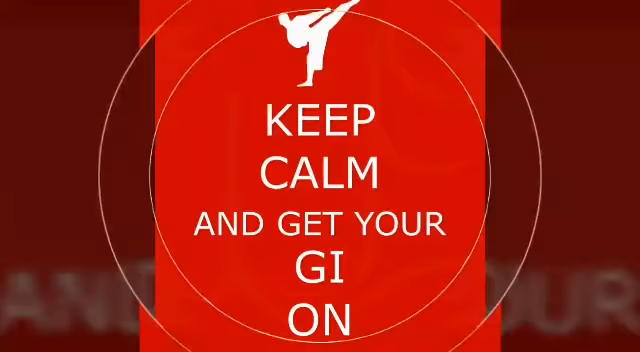 KEEP
CALM
AND GET YOUR
GI
ON